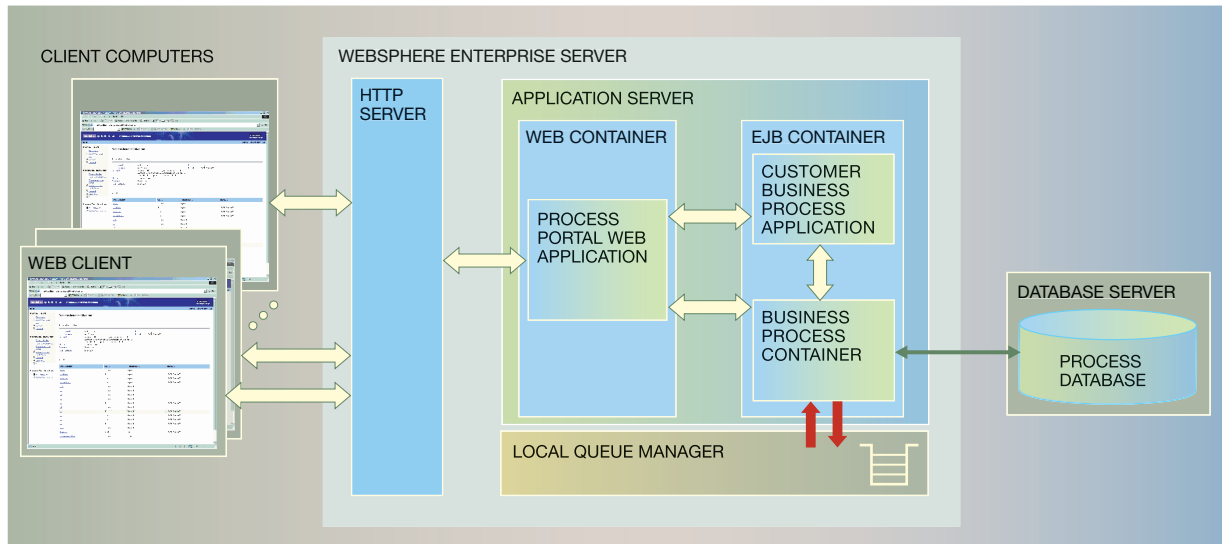 CLIENT COMPUTERS
WEB CLIENT
WEBSPHERE ENTERPRISE SERVER
HTTP
SERVER
APPLICATION SERVER
WEB CONTAINER
PROCESS
PORTAL WEB
APPLICATION
EJB CONTAINER
CUSTOMER
BUSINESS
PROCESS
APPLICATION
BUSINESS
PROCESS
CONTAINER
LOCAL QUEUE MANAGER
DATABASE SERVER
PROCESS
DATABASE